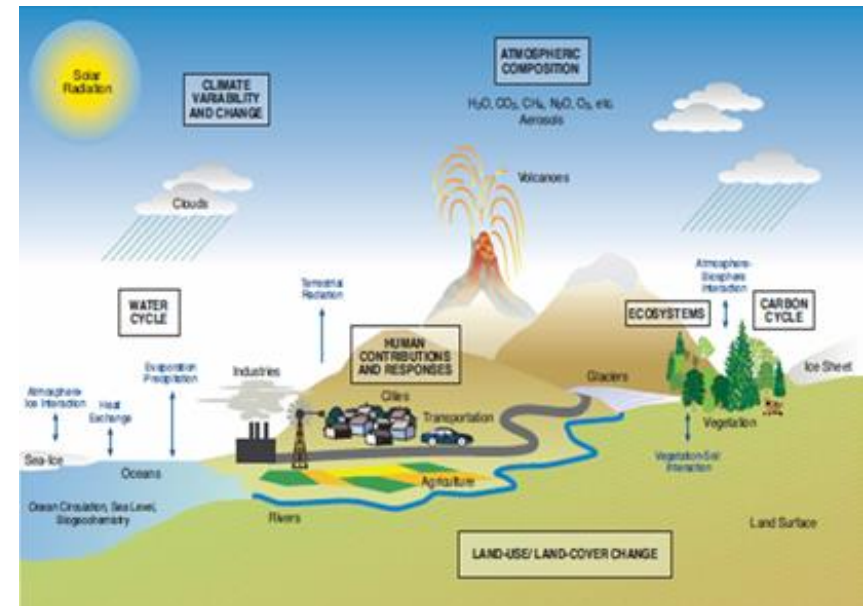 Solar
Radiation
CLIMATE
VARIABILITY
AND CHANGE
ATMOSPHERIC
COMPOSITION
H₂O, CO₂, CH₄, N₂O, O₃, etc.
Aerosols
Volcanoes
Clouds
Atmosphere-
Biosphere
Interaction
Terrestrial
Radiation
WATER
CYCLE
ECOSYSTEMS
CARBON
CYCLE
HUMAN
CONTRIBUTIONS
AND RESPONSES
Evaporation
Precipitation
Industries
Glaciers
Ice Sheet
Atmosphere-
Ice Interaction
Heat
Exchange
Cities
Transportation
Vegetation
Sea-Ice
Oceans
Agriculture
Vegetation-Soil
Interaction
Ocean Circulation, Sea Level,
Biogeochemistry
Rivers
Land Surface
LAND-USE/ LAND-COVER CHANGE